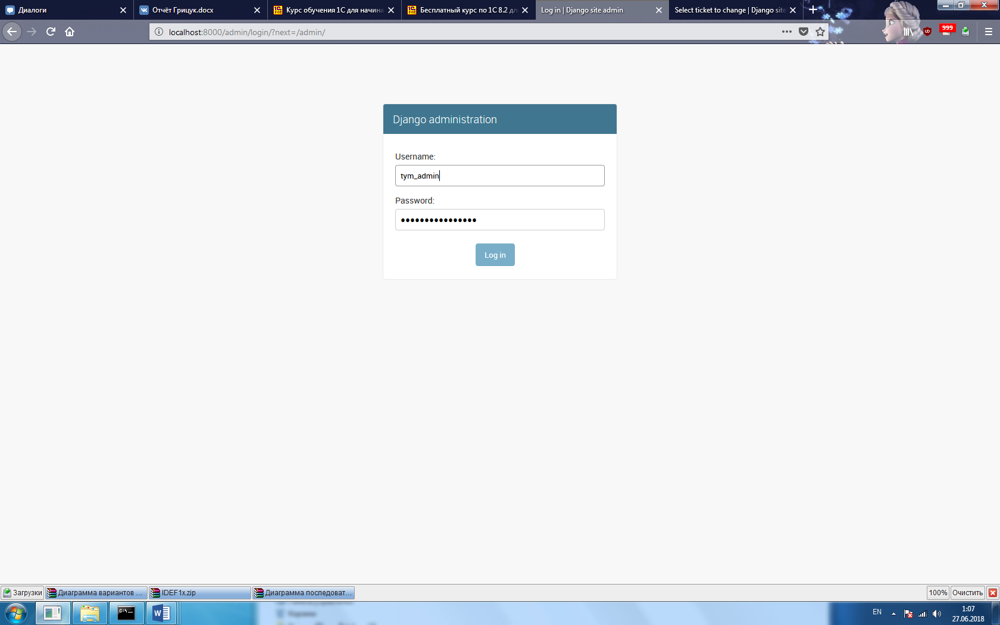 Диалоги
Отчёт Грицук.docx
Курс обучения 1С для начина
Бесплатный курс по 1С 8.2 дл
Log in | Django site admin
Select ticket to change | Django site
localhost:8000/admin/login/?next=/admin/
999
Django administration
Username:
tym_admin
Password:
Log in
Загрузки
Диаграмма вариантов ...
IDEF1x.zip
Диаграмма последоват...
100%
Очистить
EN
1:07
27.06.2018